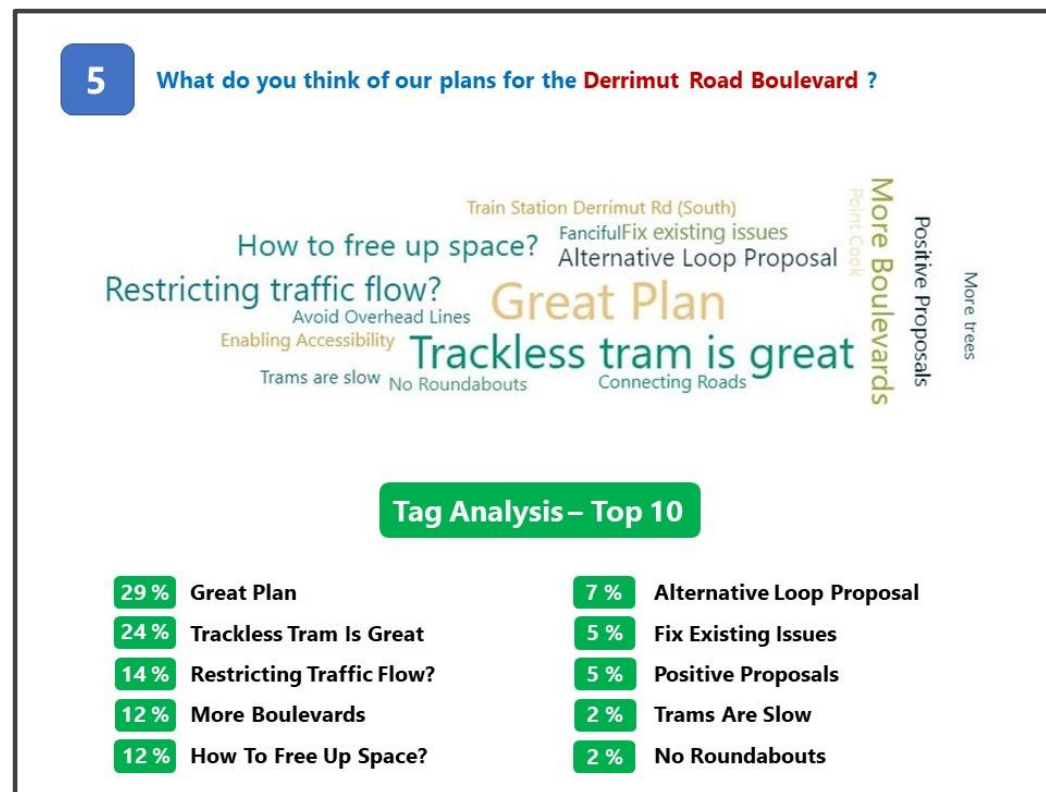 5
What do you think of our plans for the Derrimut Road Boulevard ?
Train Station Derrimut Rd (South)
How to free up space?
Fanciful
Fix existing issues
Alternative Loop Proposal
Restricting traffic flow?
Great Plan
Avoid Overhead Lines
Enabling Accessibility
Trackless tram is great
Trams are slow
No Roundabouts
Connecting Roads
Point Cook
More Boulevards
Positive Proposals
More trees
Tag Analysis – Top 10
29 % Great Plan
24 % Trackless Tram Is Great
14 % Restricting Traffic Flow?
12 % More Boulevards
12 % How To Free Up Space?
7 % Alternative Loop Proposal
5 % Fix Existing Issues
5 % Positive Proposals
2 % Trams Are Slow
2 % No Roundabouts